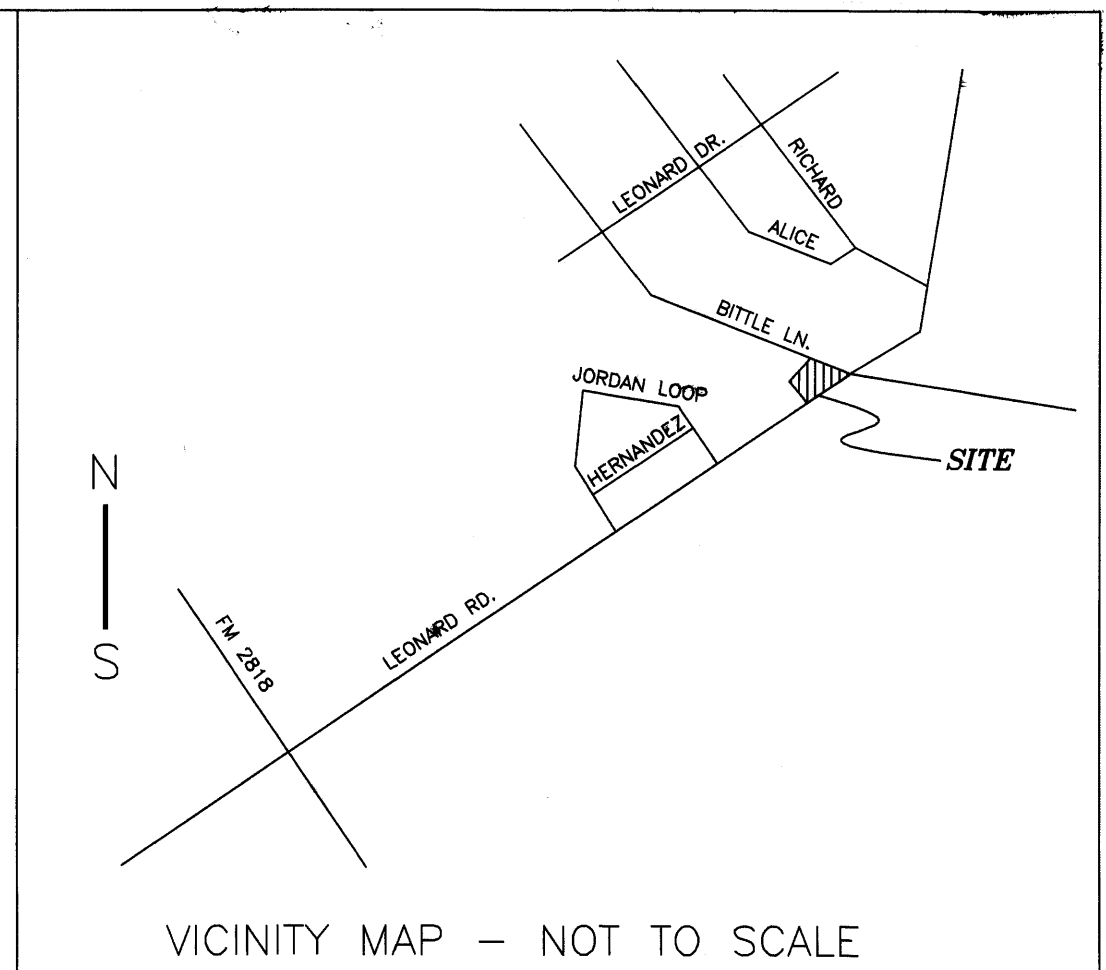 LEONARD DR.
RICHARD
ALICE
BITTLE LN.
JORDAN LOOP
HERNANDEZ
SITE
N
S
FM 2818
LEONARD RD.
VICINITY MAP – NOT TO SCALE